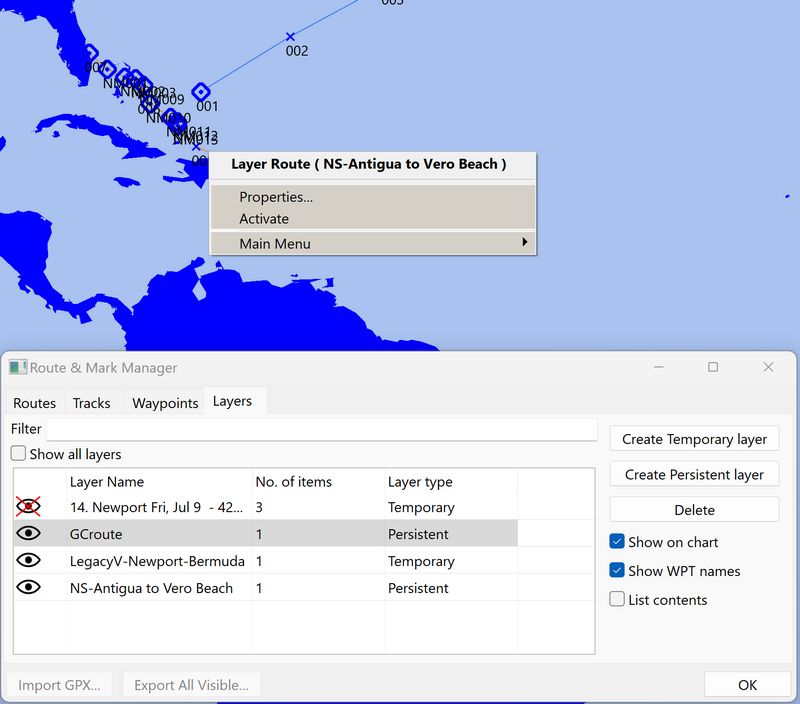 002
007
003
NM009
001
NM010
NM011
NM013
00
Layer Route ( NS-Antigua to Vero Beach )
Properties...
Activate
Main Menu
Route & Mark Manager
Routes Tracks Waypoints Layers
Filter
Create Temporary layer
Show all layers
Create Persistent layer
Layer Name No. of items Layer type
14. Newport Fri, Jul 9 - 42... 3 Temporary
Delete
GCroute 1 Persistent
Show on chart
LegacyV-Newport-Bermuda 1 Temporary
Show WPT names
NS-Antigua to Vero Beach 1 Persistent
List contents
Import GPX... Export All Visible... OK